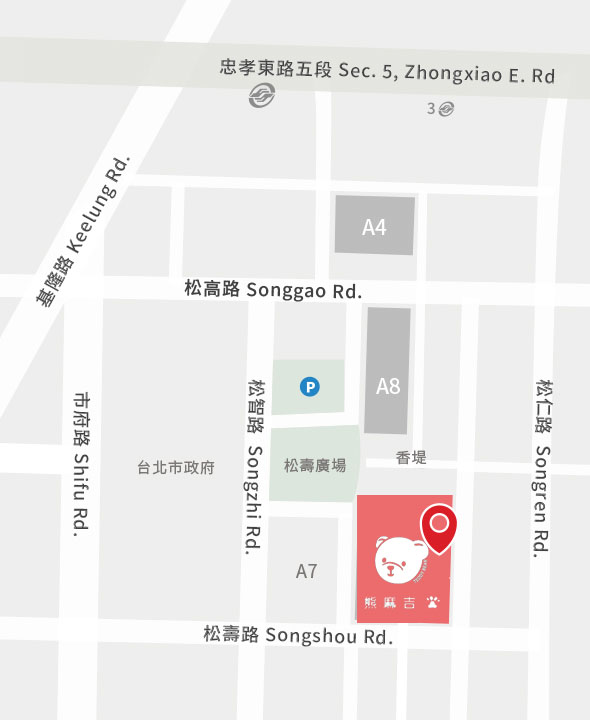 忠孝東路五段 Sec. 5, Zhongxiao E. Rd
3
基隆路 Keelung Rd.
A4
松高路 Songgao Rd.
A8
P
市府路 Shifu Rd.
松智路 Songzhi Rd.
松仁路 Songren Rd.
台北市政府
松壽廣場
香堤
A7
熊麻吉
松壽路 Songshou Rd.